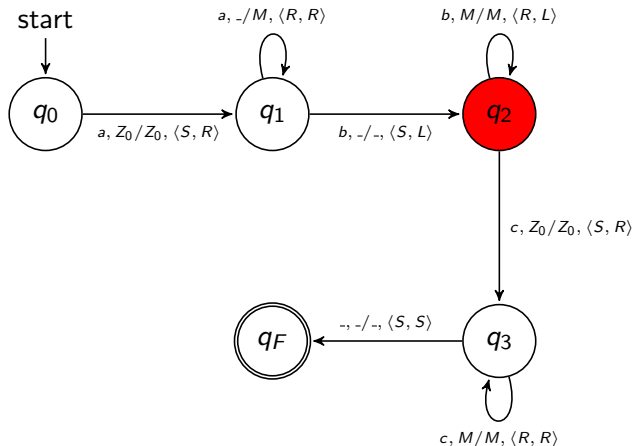 start
a, _/M, ⟨R, R⟩
b, M/M, ⟨R, L⟩
q0
q1
q2
a, Z0/Z0, ⟨S, R⟩
b, _/_, ⟨S, L⟩
c, Z0/Z0, ⟨S, R⟩
_, _/_, ⟨S, S⟩
qF
q3
c, M/M, ⟨R, R⟩